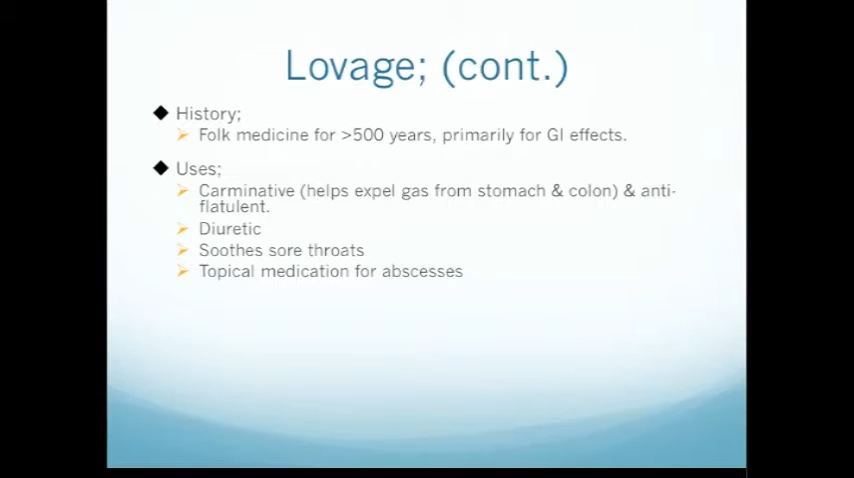 Lovage; (cont.)
History;
Folk medicine for >500 years, primarily for GI effects.
Uses;
Carminative (helps expel gas from stomach & colon) & anti-
flatulent.
Diuretic
Soothes sore throats
Topical medication for abscesses